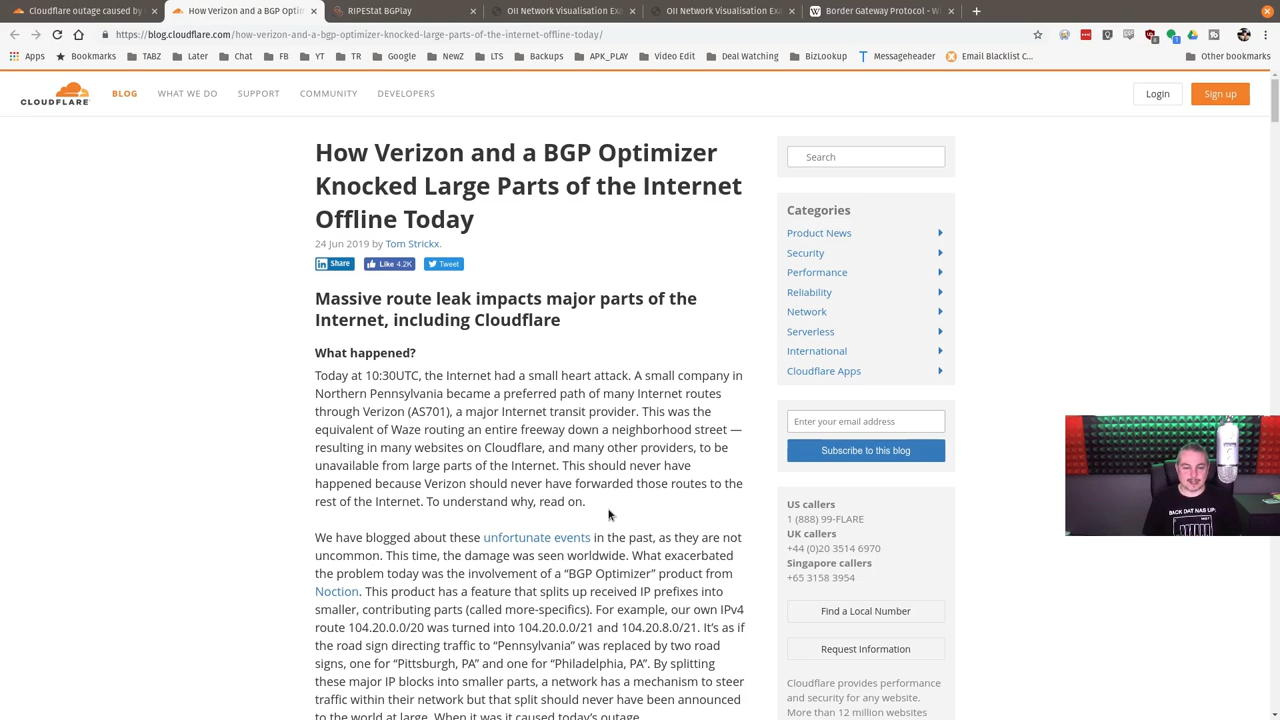 Cloudflare outage caused by
How Verizon and a BGP Optim
RIPEStat BGPlay
OII Network Visualisation Exa
OII Network Visualisation Exa
Border Gateway Protocol - Wi
https://blog.cloudflare.com/how-verizon-and-a-bgp-optimizer-knocked-large-parts-of-the-internet-offline-today/
Apps Bookmarks TABZ Later Chat FB YT TR Google NewZ LTS Backups APK_PLAY Video Edit Deal Watching BizLookup Messageheader Email Blacklist C... Other bookmarks
CLOUDFLARE BLOG WHAT WE DO SUPPORT COMMUNITY DEVELOPERS Login Sign up
How Verizon and a BGP Optimizer
Knocked Large Parts of the Internet
Offline Today
24 Jun 2019 by Tom Strickx.
Share Like 4.2K Tweet
Massive route leak impacts major parts of the
Internet, including Cloudflare
What happened?
Today at 10:30UTC, the Internet had a small heart attack. A small company in
Northern Pennsylvania became a preferred path of many Internet routes
through Verizon (AS701), a major Internet transit provider. This was the
equivalent of Waze routing an entire freeway down a neighborhood street —
resulting in many websites on Cloudflare, and many other providers, to be
unavailable from large parts of the Internet. This should never have
happened because Verizon should never have forwarded those routes to the
rest of the Internet. To understand why, read on.
We have blogged about these unfortunate events in the past, as they are not
uncommon. This time, the damage was seen worldwide. What exacerbated
the problem today was the involvement of a “BGP Optimizer” product from
Noction. This product has a feature that splits up received IP prefixes into
smaller, contributing parts (called more-specifics). For example, our own IPv4
route 104.20.0.0/20 was turned into 104.20.0.0/21 and 104.20.8.0/21. It’s as if
the road sign directing traffic to “Pennsylvania” was replaced by two road
signs, one for “Pittsburgh, PA” and one for “Philadelphia, PA”. By splitting
these major IP blocks into smaller parts, a network has a mechanism to steer
traffic within their network but that split should never have been announced
to the world at large. When it was it caused today’s outage.
Search
Categories
Product News
Security
Performance
Reliability
Network
Serverless
International
Cloudflare Apps
Enter your email address
Subscribe to this blog
US callers
1 (888) 99-FLARE
UK callers
+44 (0)20 3514 6970
Singapore callers
+65 3158 3954
Find a Local Number
Request Information
Cloudflare provides performance
and security for any website.
More than 12 million websites
BACK DAT NAS UP